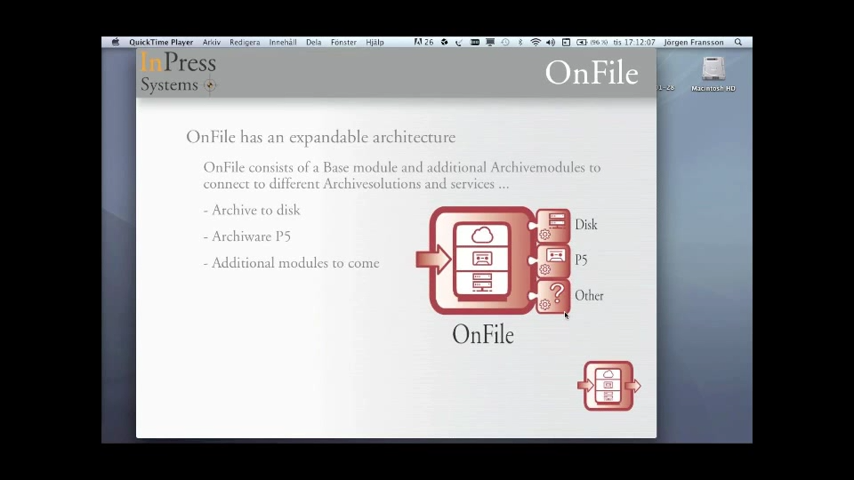 QuickTime Player Arkiv Redigera Innehåll Dela Fönster Hjälp 26 tis 17:12:07 Jörgen Fransson
InPress
Systems
OnFile
Macintosh HD
OnFile has an expandable architecture
OnFile consists of a Base module and additional Archivemodules to
connect to different Archivesolutions and services ...
- Archive to disk
- Archiware P5
- Additional modules to come
Disk
P5
Other
OnFile